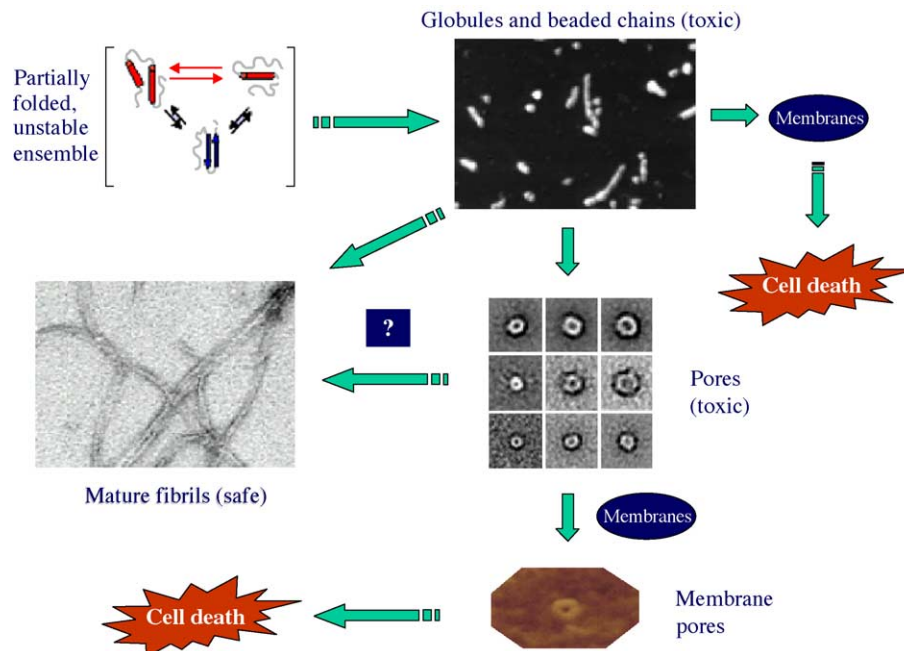 Globules and beaded chains (toxic)
Partially
folded,
unstable
ensemble
Membranes
Cell death
?
Pores
(toxic)
Mature fibrils (safe)
Membranes
Cell death
Membrane
pores